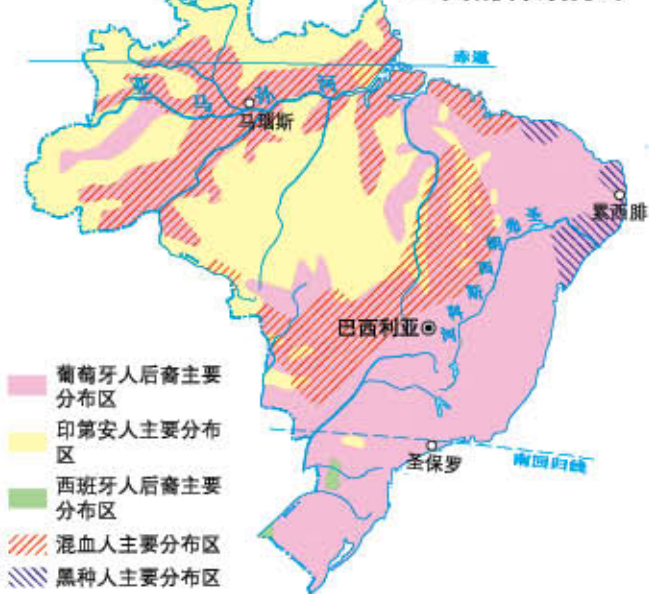 赤道
亚马孙河
马瑙斯
累西腓
圣弗朗西斯科河
巴西利亚
圣保罗
南回归线
葡萄牙人后裔主要
分布区
印第安人主要分布
区
西班牙人后裔主要
分布区
混血人主要分布区
黑种人主要分布区